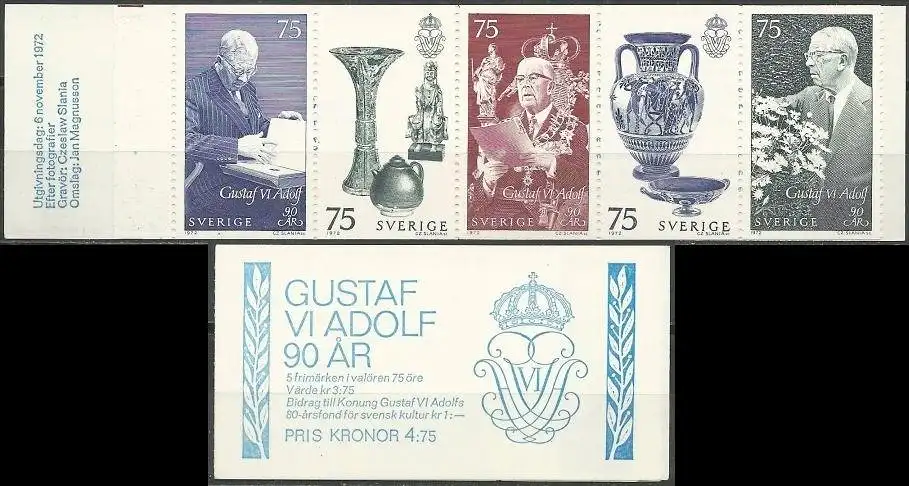 Utgivningsdag: 6 november 1972
Efter fotografier
Gravör: Czesław Slania
Omslag: Jan Magnusson
75
Gustaf VI Adolf
90
ÅR
SVERIGE
1972
CZ.SLANIA SC.
75
SVERIGE
1972
CZ.SLANIA SC.
75
Gustaf VI Adolf
90
ÅR
SVERIGE
1972
CZ.SLANIA SC.
75
SVERIGE
1972
CZ.SLANIA SC.
75
Gustaf VI Adolf
90
ÅR
SVERIGE
1972
CZ.SLANIA SC.
GUSTAF
VI ADOLF
90 ÅR
5 frimärken i valören 75 öre
Värde kr 3:75
Bidrag till Konung Gustaf VI Adolfs
80-årsfond för svensk kultur kr 1:—
PRIS KRONOR 4:75
VI